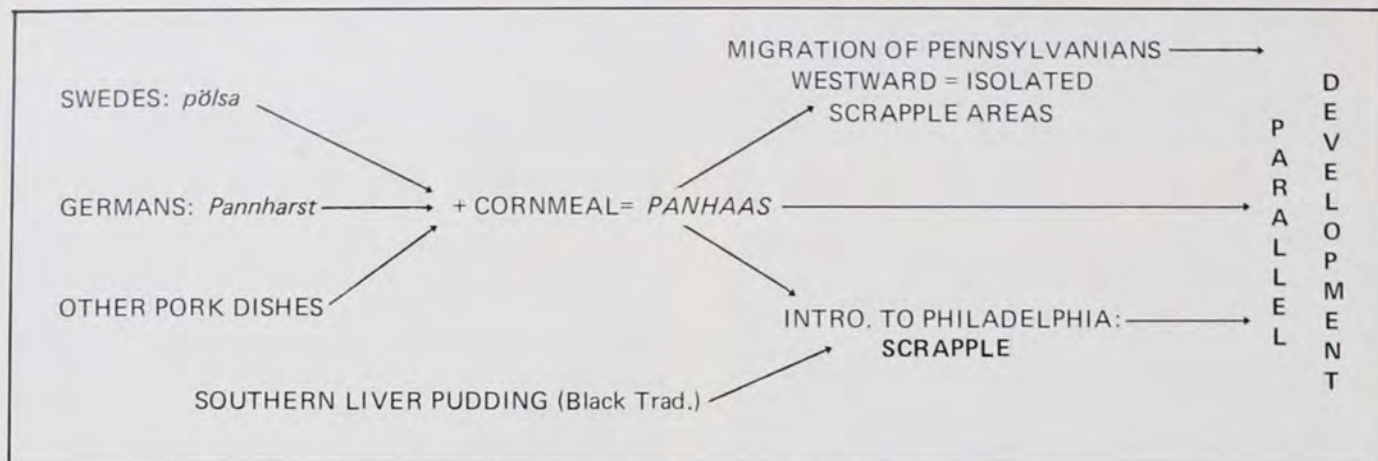 MIGRATION OF PENNSYLVANIANS
WESTWARD = ISOLATED
SCRAPPLE AREAS
SWEDES: pölsa
GERMANS: Pannharst
+ CORNMEAL= PANHAAS
OTHER PORK DISHES
INTRO. TO PHILADELPHIA:
SCRAPPLE
SOUTHERN LIVER PUDDING (Black Trad.)
PARALLEL
DEVELOPMENT